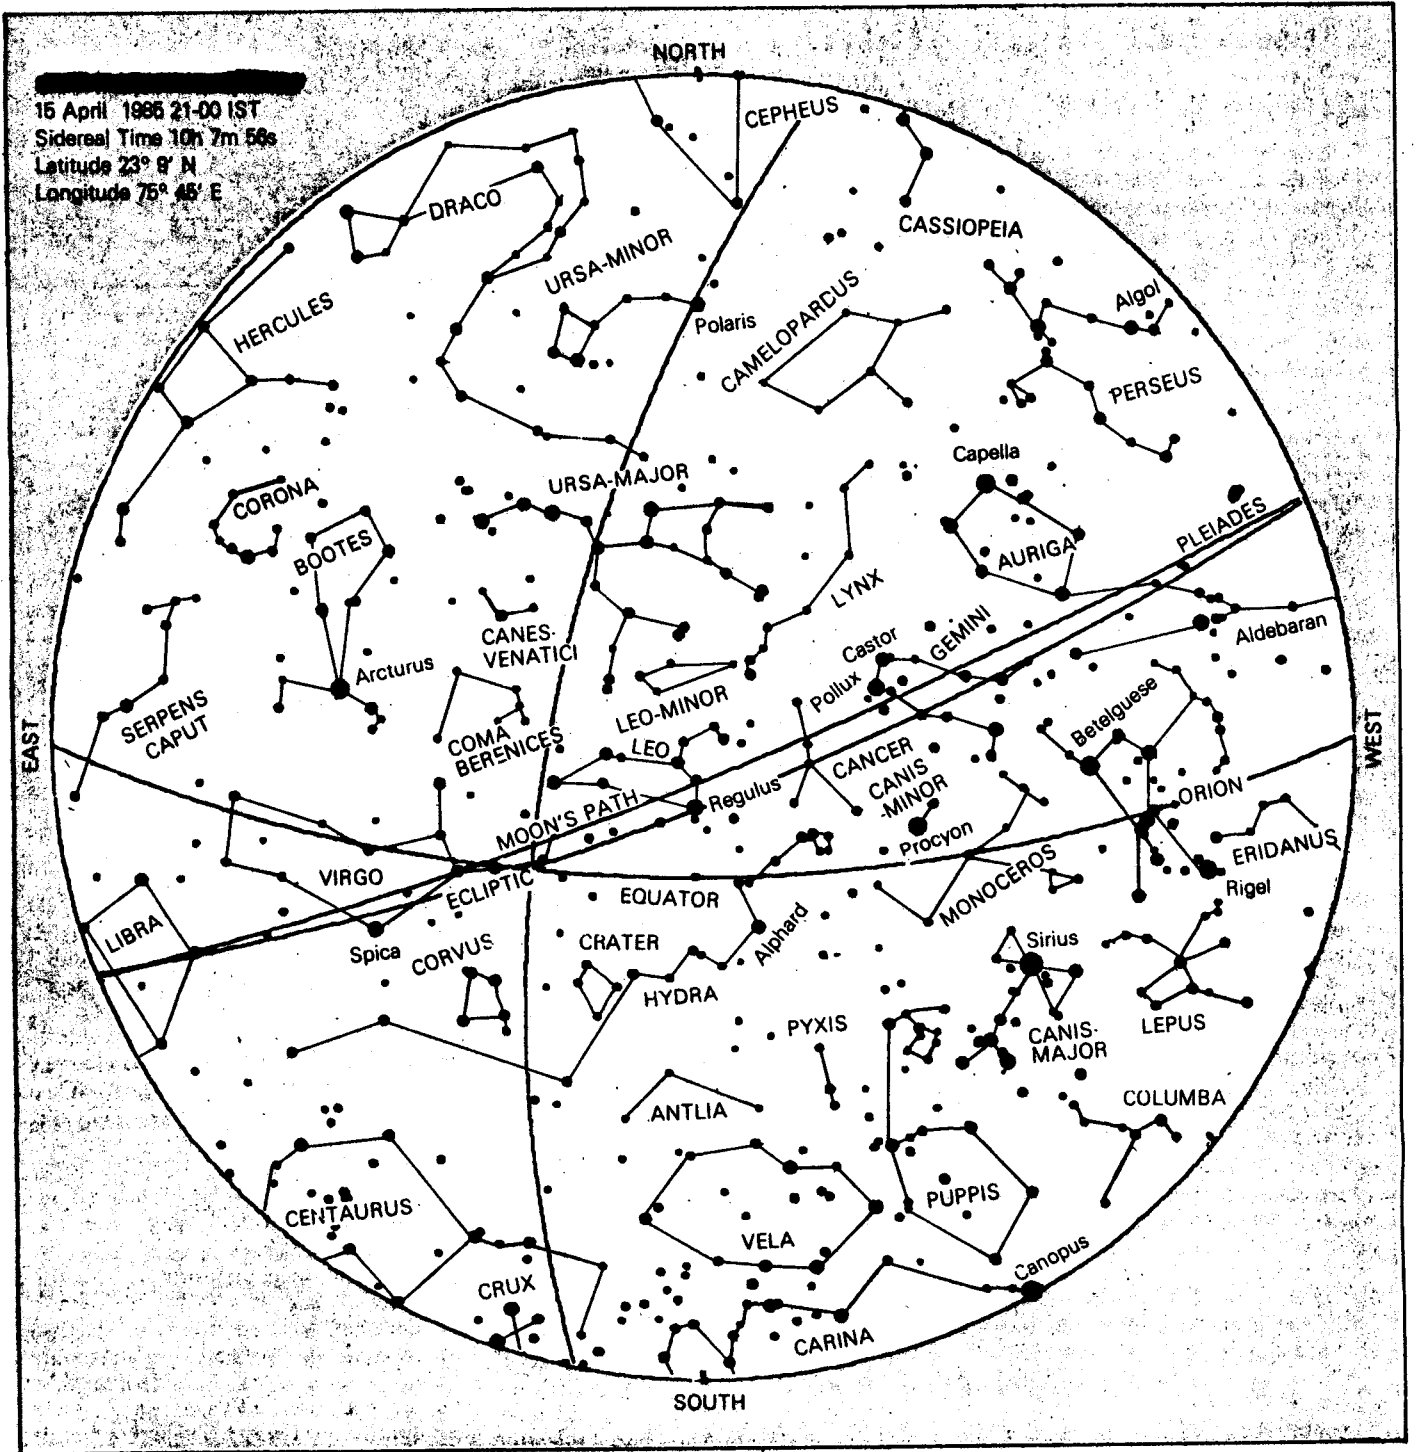 NORTH
15 April 1985 21-00 IST
Sidereal Time 10h 7m 56s
Latitude 23° 9' N
Longitude 75° 45' E
CEPHEUS
DRACO
CASSIOPEIA
URSA-MINOR
HERCULES
Polaris
CAMELOPARDUS
Algol
PERSEUS
Capella
URSA-MAJOR
CORONA
BOOTES
AURIGA
PLEIADES
LYNX
CANES-
VENATICI
GEMINI
Castor
Aldebaran
Arcturus
Pollux
SERPENS
CAPUT
LEO-MINOR
Betelguese
COMA
BERENICES
LEO
EAST
WEST
CANCER
CANIS
-MINOR
Regulus
MOON'S PATH
ORION
Procyon
ERIDANUS
VIRGO
ECLIPTIC
EQUATOR
MONOCEROS
Rigel
LIBRA
Spica
CORVUS
CRATER
Alphard
Sirius
HYDRA
PYXIS
CANIS-
MAJOR
LEPUS
ANTLIA
COLUMBA
CENTAURUS
PUPPIS
VELA
Canopus
CRUX
CARINA
SOUTH